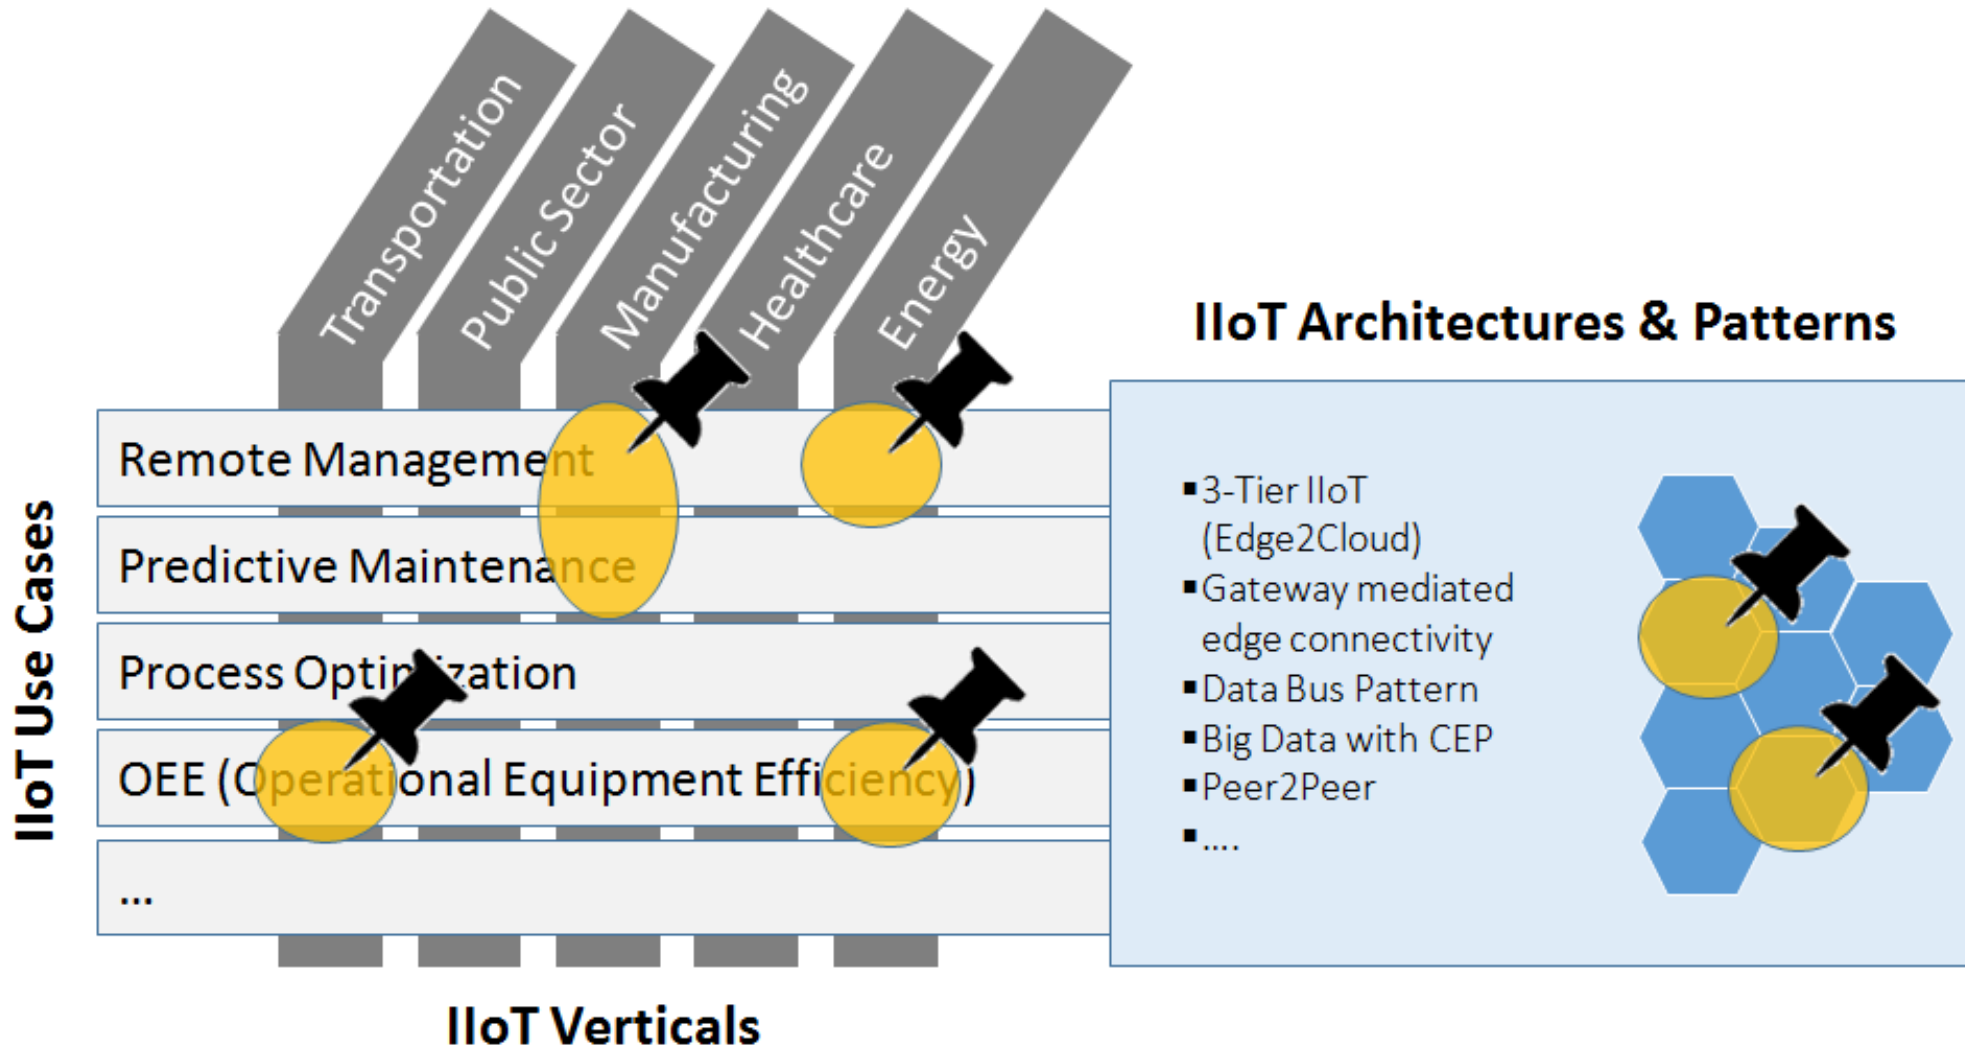 Transportation
Public Sector
Manufacturing
Healthcare
Energy
IIoT Use Cases
Remote Management
Predictive Maintenance
Process Optimization
OEE (Operational Equipment Efficiency)
...
IIoT Verticals
IIoT Architectures & Patterns
▪3-Tier IIoT
(Edge2Cloud)
▪Gateway mediated
edge connectivity
▪Data Bus Pattern
▪Big Data with CEP
▪Peer2Peer
▪....